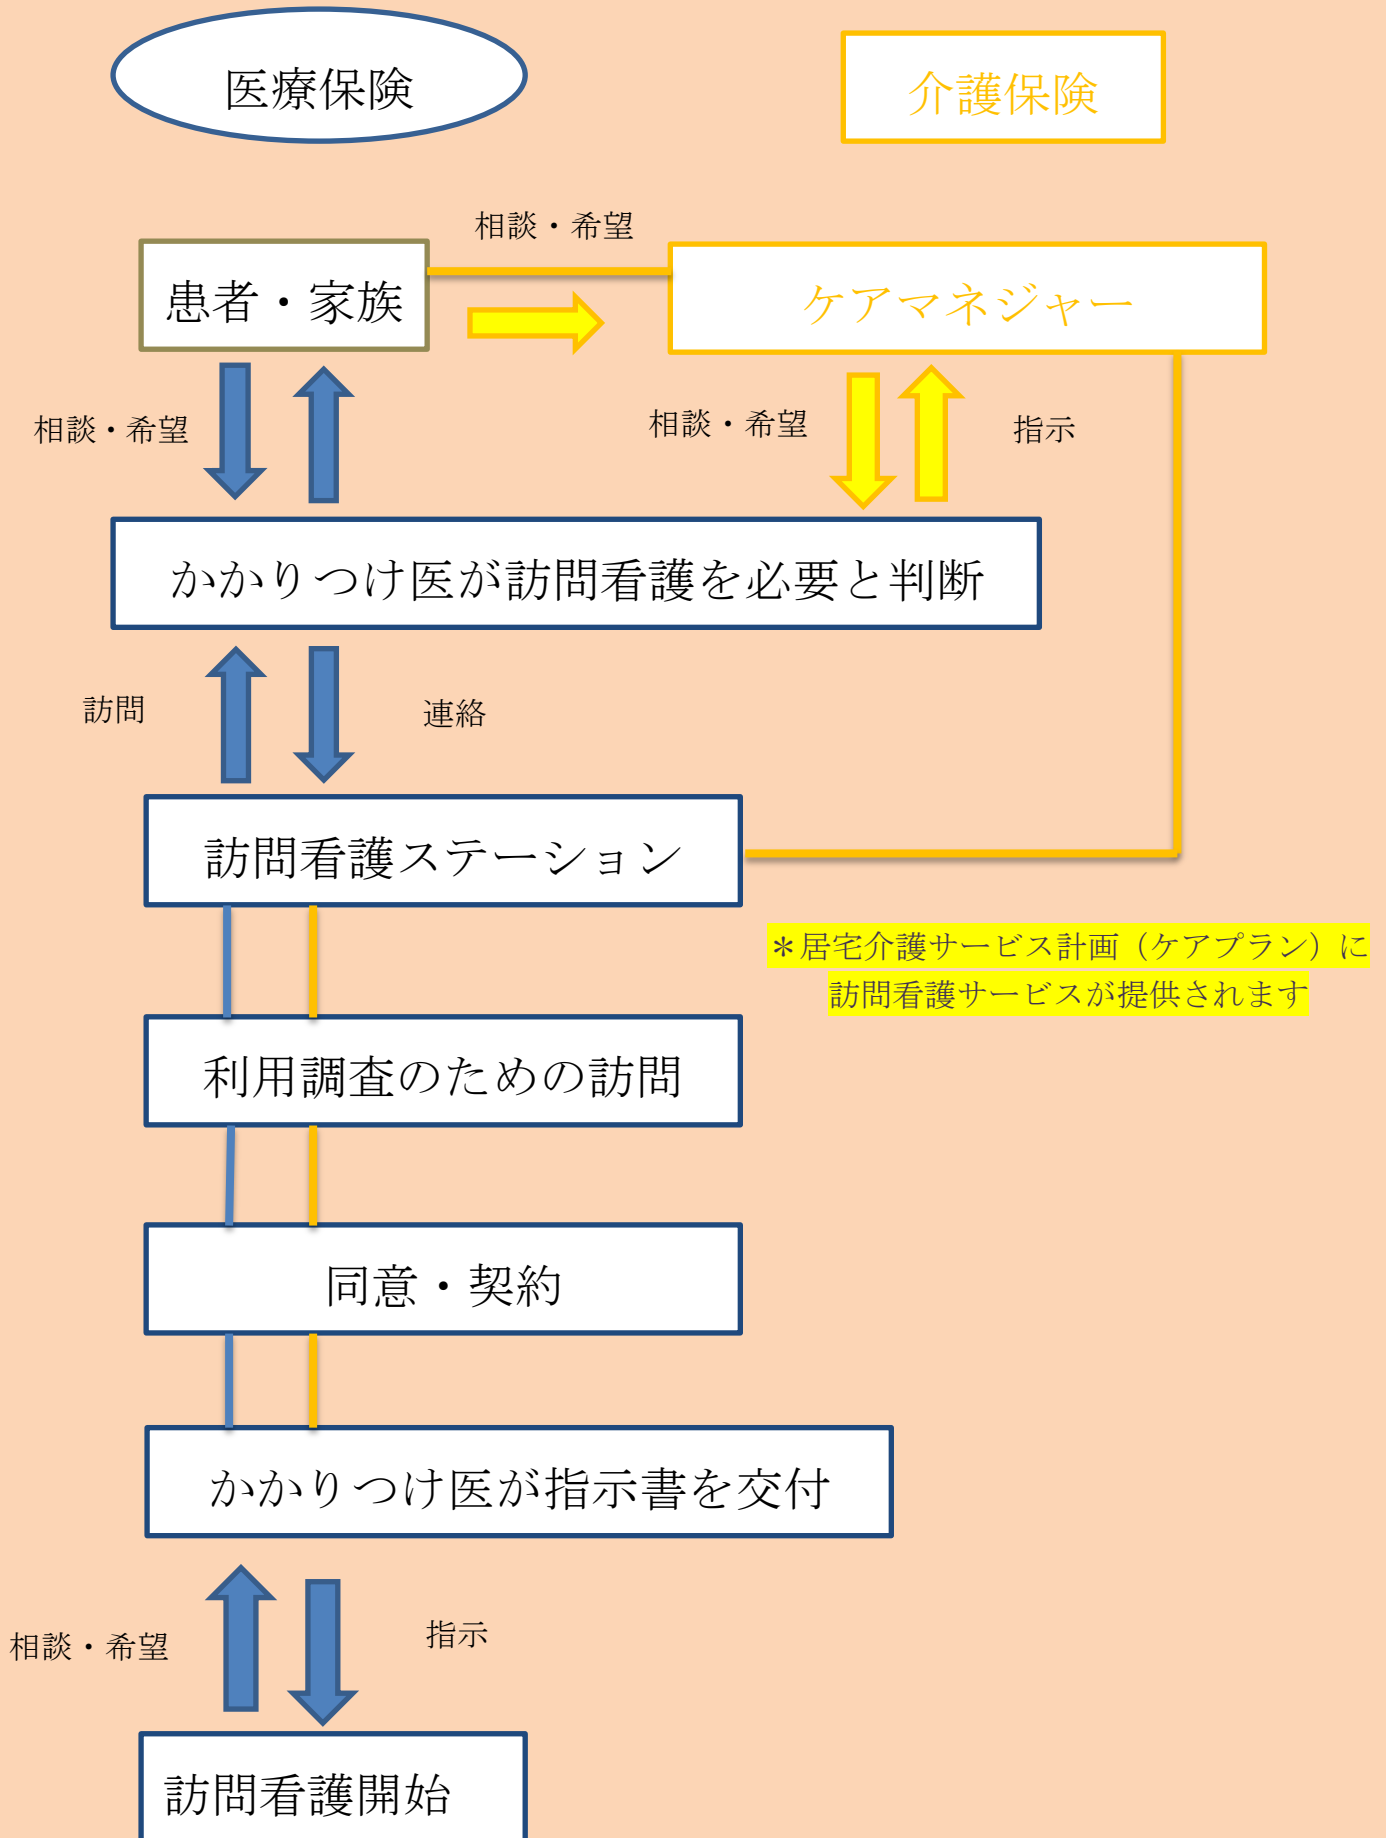 医療保険
介護保険
相談・希望
患者・家族
ケアマネジャー
相談・希望
相談・希望
指示
かかりつけ医が訪問看護を必要と判断
訪問
連絡
訪問看護ステーション
＊居宅介護サービス計画（ケアプラン）に
訪問看護サービスが提供されます
利用調査のための訪問
同意・契約
かかりつけ医が指示書を交付
相談・希望
指示
訪問看護開始